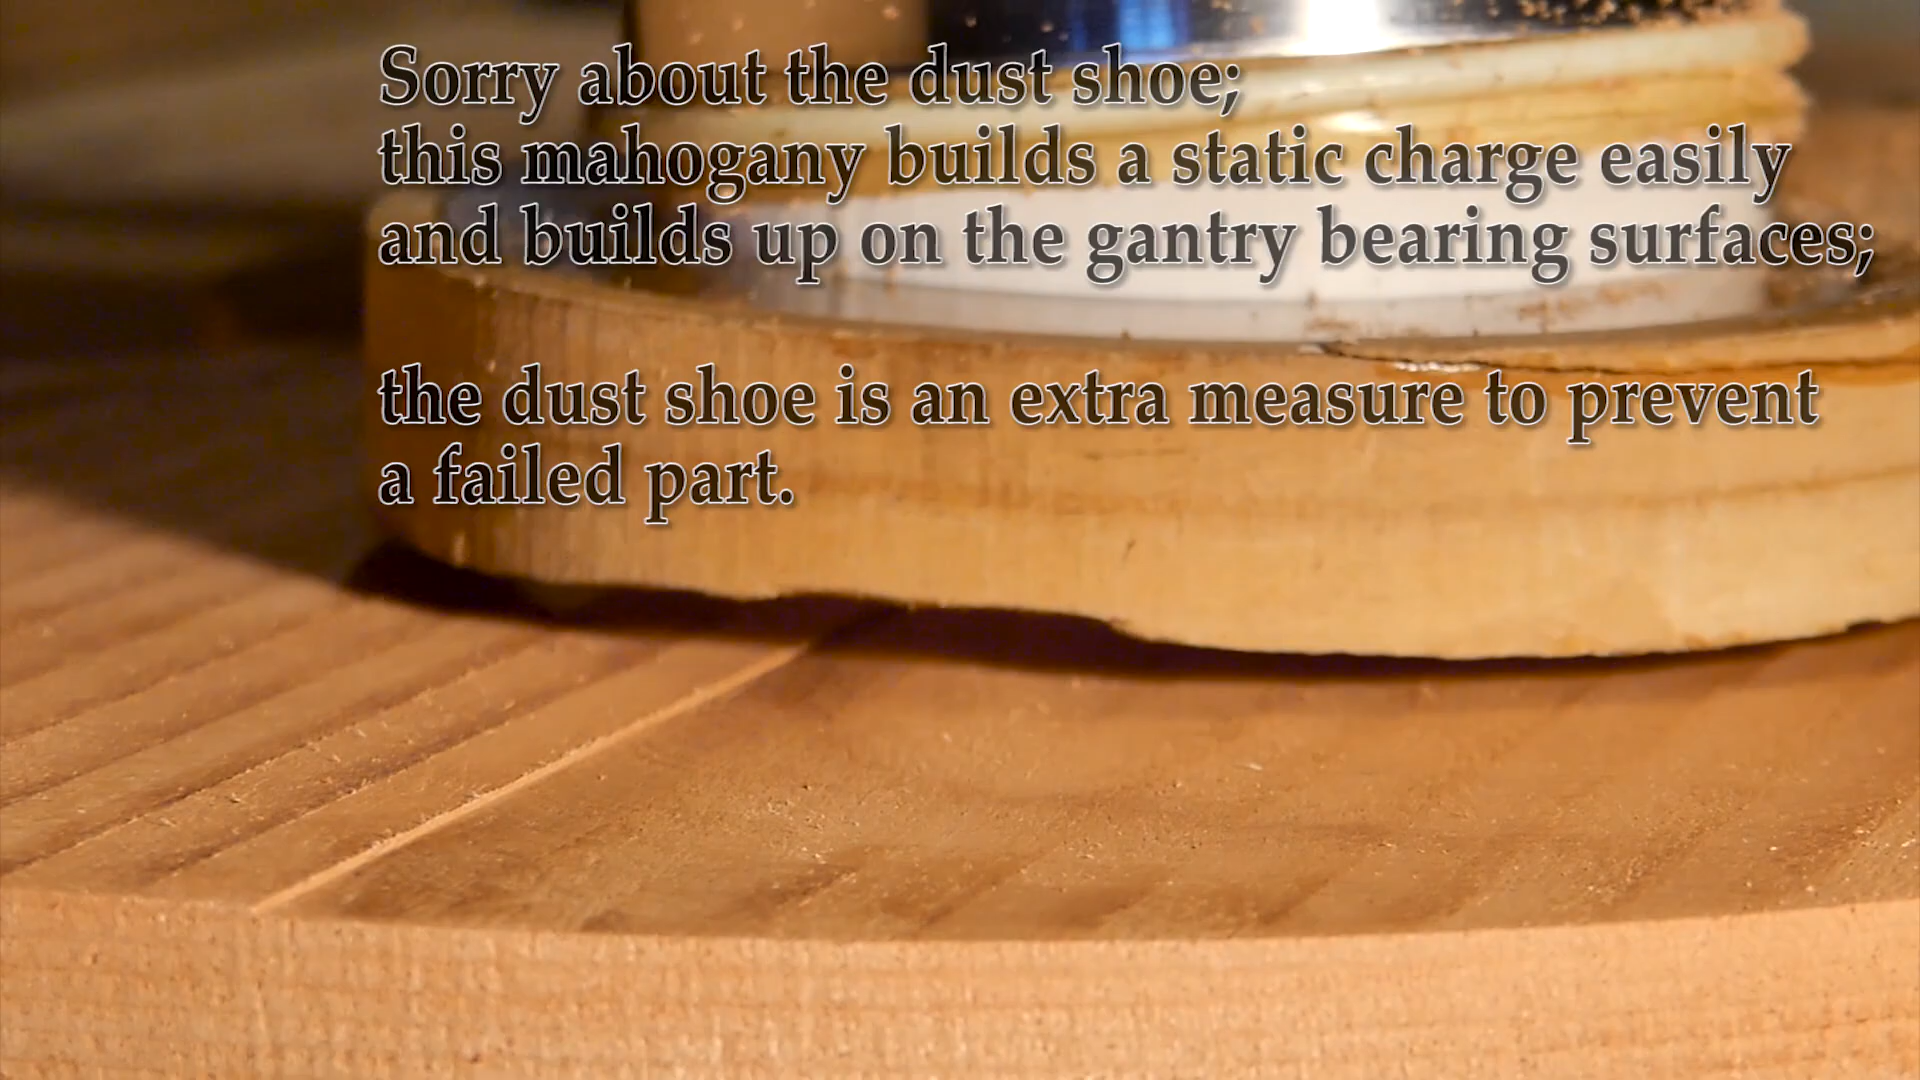 Sorry about the dust shoe;
this mahogany builds a static charge easily
and builds up on the gantry bearing surfaces;
the dust shoe is an extra measure to prevent
a failed part.